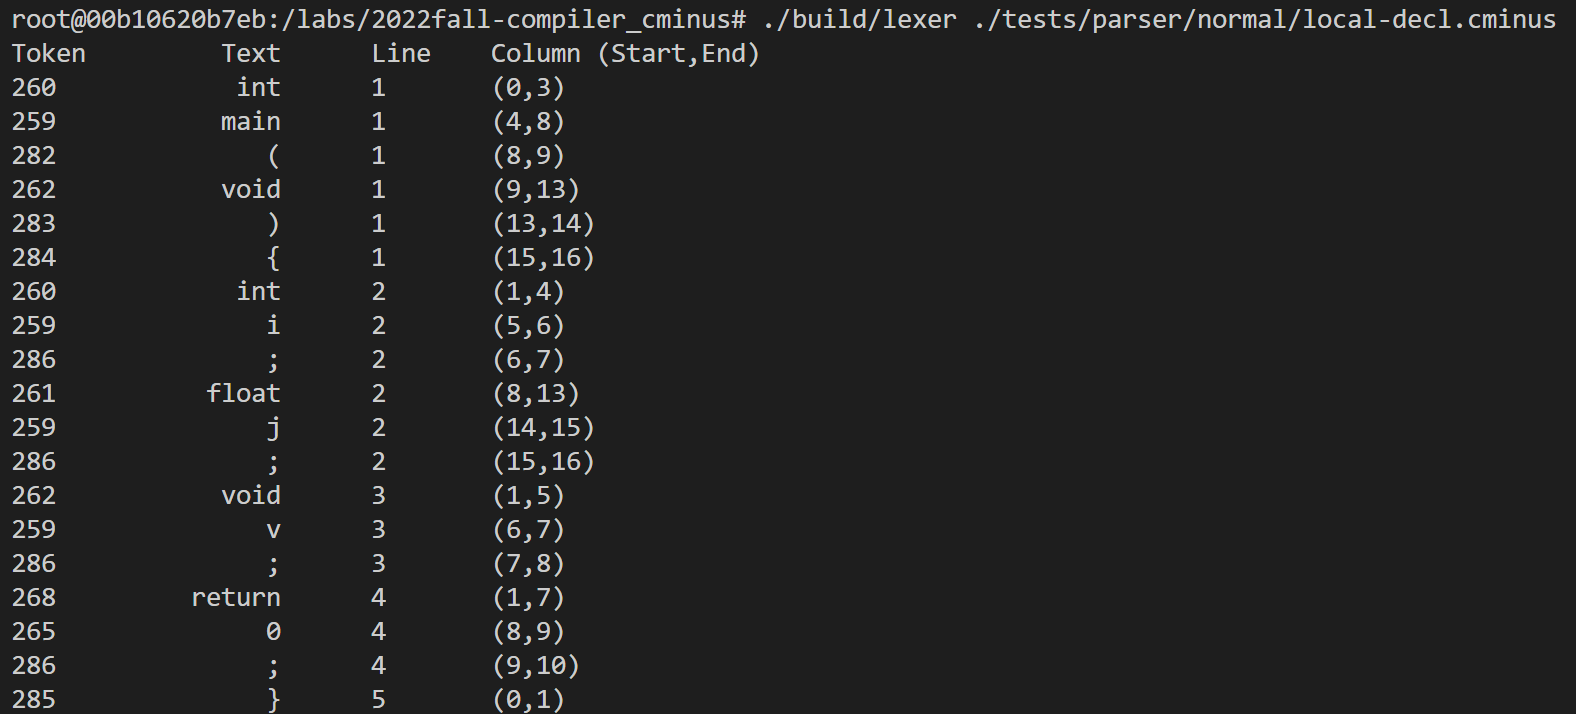 root@00b10620b7eb:/labs/2022fall-compiler_cminus# ./build/lexer ./tests/parser/normal/local-decl.cminus
Token         Text      Line    Column (Start,End)
260            int      1       (0,3)
259           main      1       (4,8)
282              (      1       (8,9)
262           void      1       (9,13)
283              )      1       (13,14)
284              {      1       (15,16)
260            int      2       (1,4)
259              i      2       (5,6)
286              ;      2       (6,7)
261          float      2       (8,13)
259              j      2       (14,15)
286              ;      2       (15,16)
262           void      3       (1,5)
259              v      3       (6,7)
286              ;      3       (7,8)
268         return      4       (1,7)
265              0      4       (8,9)
286              ;      4       (9,10)
285              }      5       (0,1)